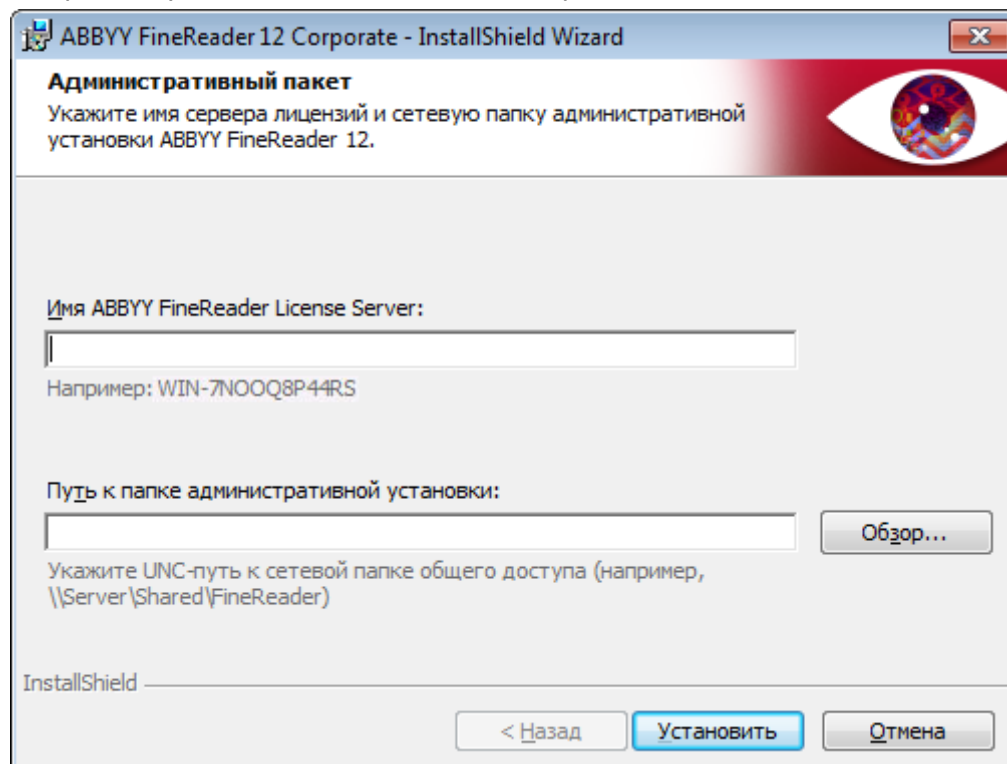 ABBYY FineReader 12 Corporate - InstallShield Wizard
Административный пакет
Укажите имя сервера лицензий и сетевую папку административной
установки ABBYY FineReader 12.
Имя ABBYY FineReader License Server:
Например: WIN-7NOOQ8P44RS
Путь к папке административной установки:
Обзор...
Укажите UNC-путь к сетевой папке общего доступа (например,
\\Server\Shared\FineReader)
InstallShield
< Назад
Установить
Отмена